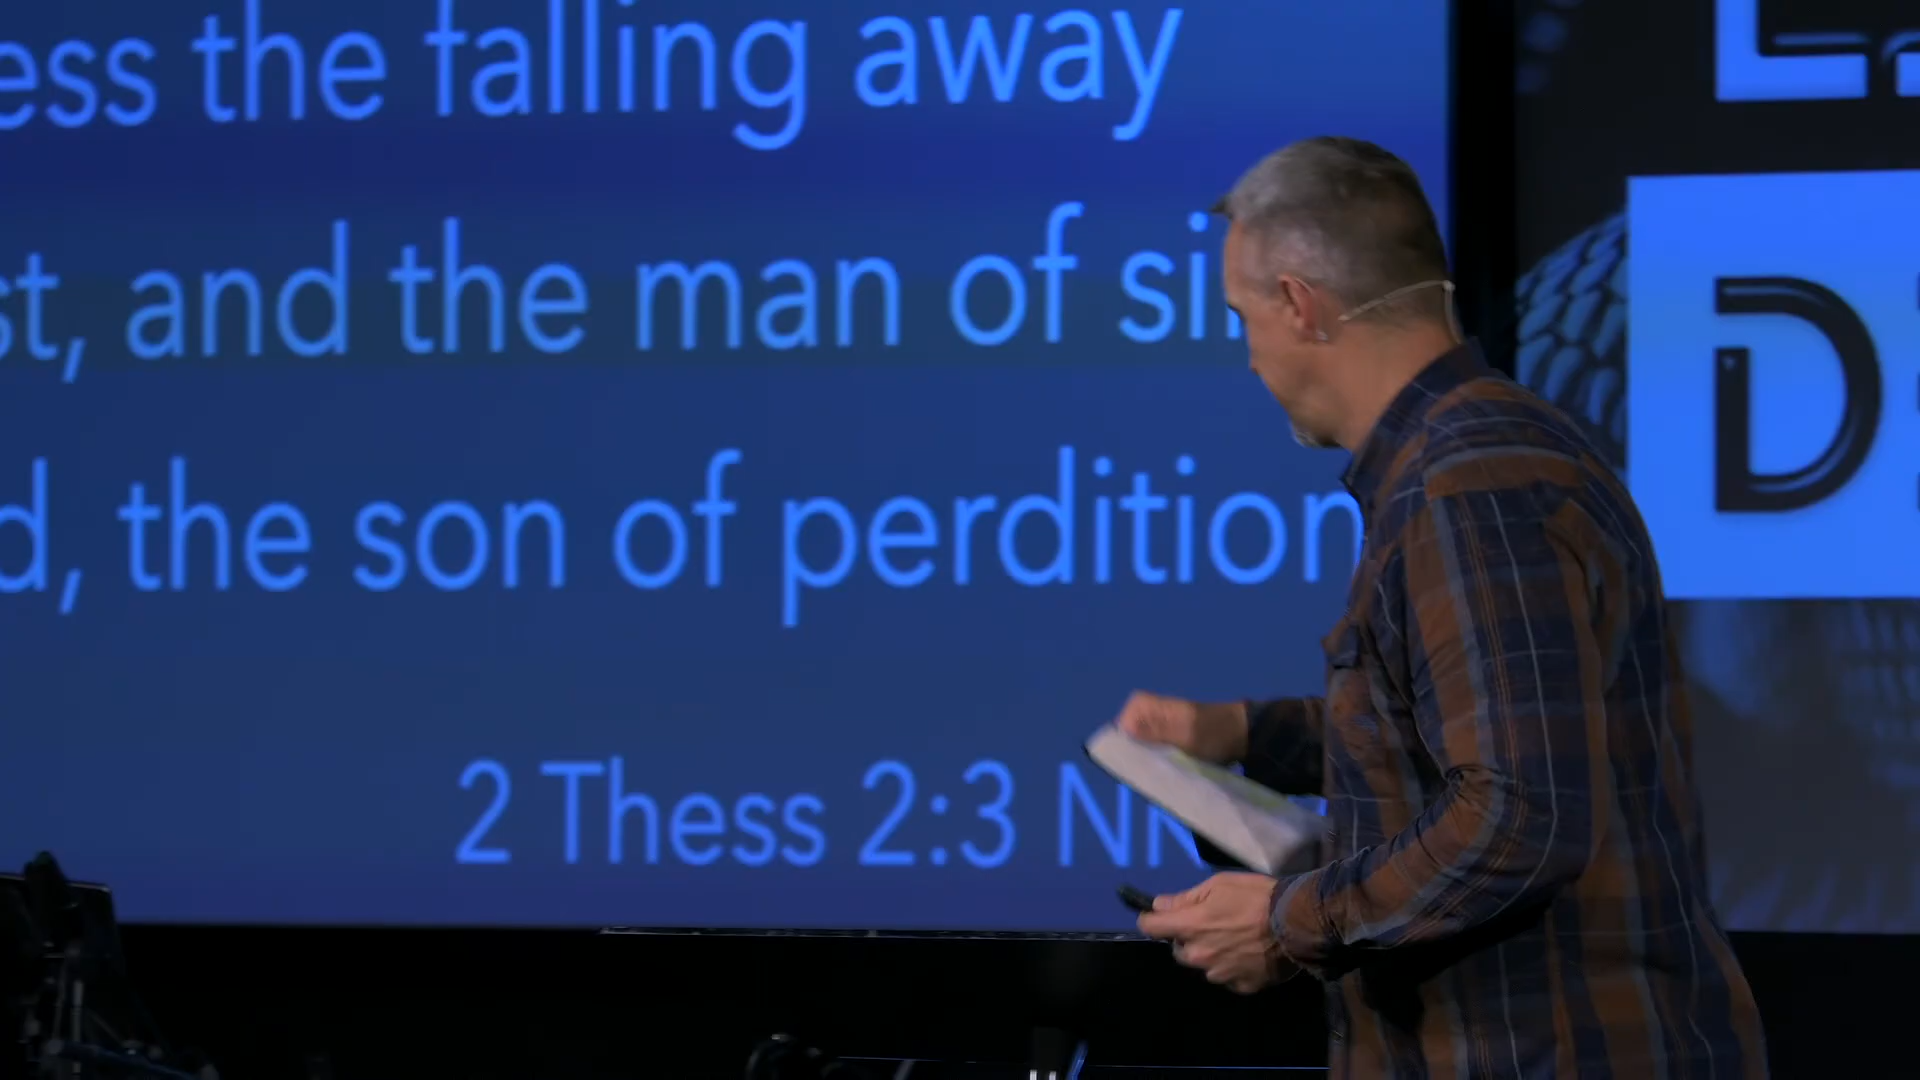 ess the falling away
st, and the man of si
d, the son of perdition
2 Thess 2:3 NK
D